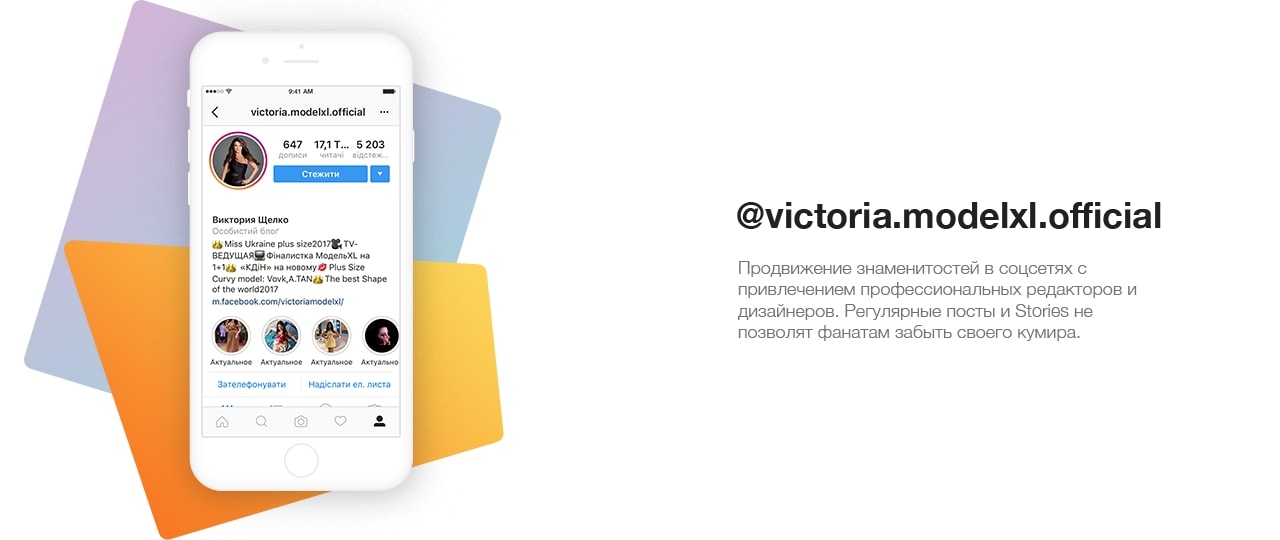 9:41 AM
victoria.modelxl.official
647 17,1 Т... 5 203
дописи читачі відстеж...
Стежити
Виктория Щелко
Особистий блоґ
👑Miss Ukraine plus size2017🎥TV-
ВЕДУЩАЯ📺Фіналистка МодельXL на
1+1👑 «КДіН» на новому💋Plus Size
Curvy model: Vovk,A.TAN👑The best Shape
of the world2017
m.facebook.com/victoriamodelxl/
Актуальное Актуальное Актуальное Актуально
Зателефонувати Надіслати ел. листа
@victoria.modelxl.official
Продвижение знаменитостей в соцсетях с
привлечением профессиональных редакторов и
дизайнеров. Регулярные посты и Stories не
позволят фанатам забыть своего кумира.